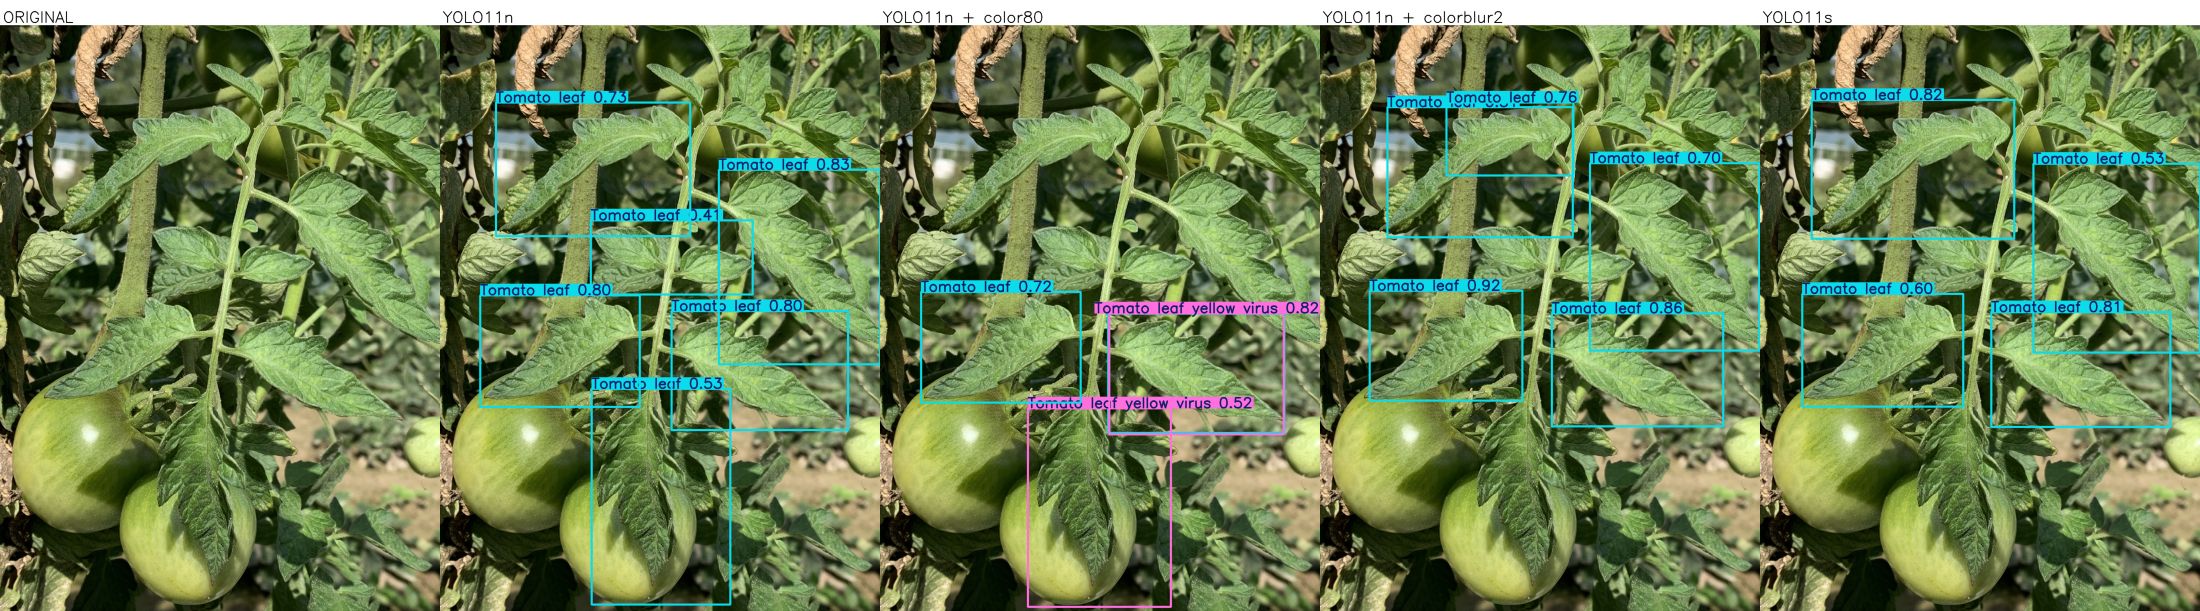 ORIGINAL
YOLO11n
YOLO11n + color80
YOLO11n + colorblur2
YOLO11s
Tomato leaf 0.73
Tomato leaf 0.83
Tomato leaf 0.41
Tomato leaf 0.80
Tomato leaf 0.80
Tomato leaf 0.53
Tomato leaf 0.72
Tomato leaf yellow virus 0.82
Tomato leaf yellow virus 0.52
Tomato
Tomato leaf 0.76
Tomato leaf 0.70
Tomato leaf 0.92
Tomato leaf 0.86
Tomato leaf 0.82
Tomato leaf 0.53
Tomato leaf 0.60
Tomato leaf 0.81